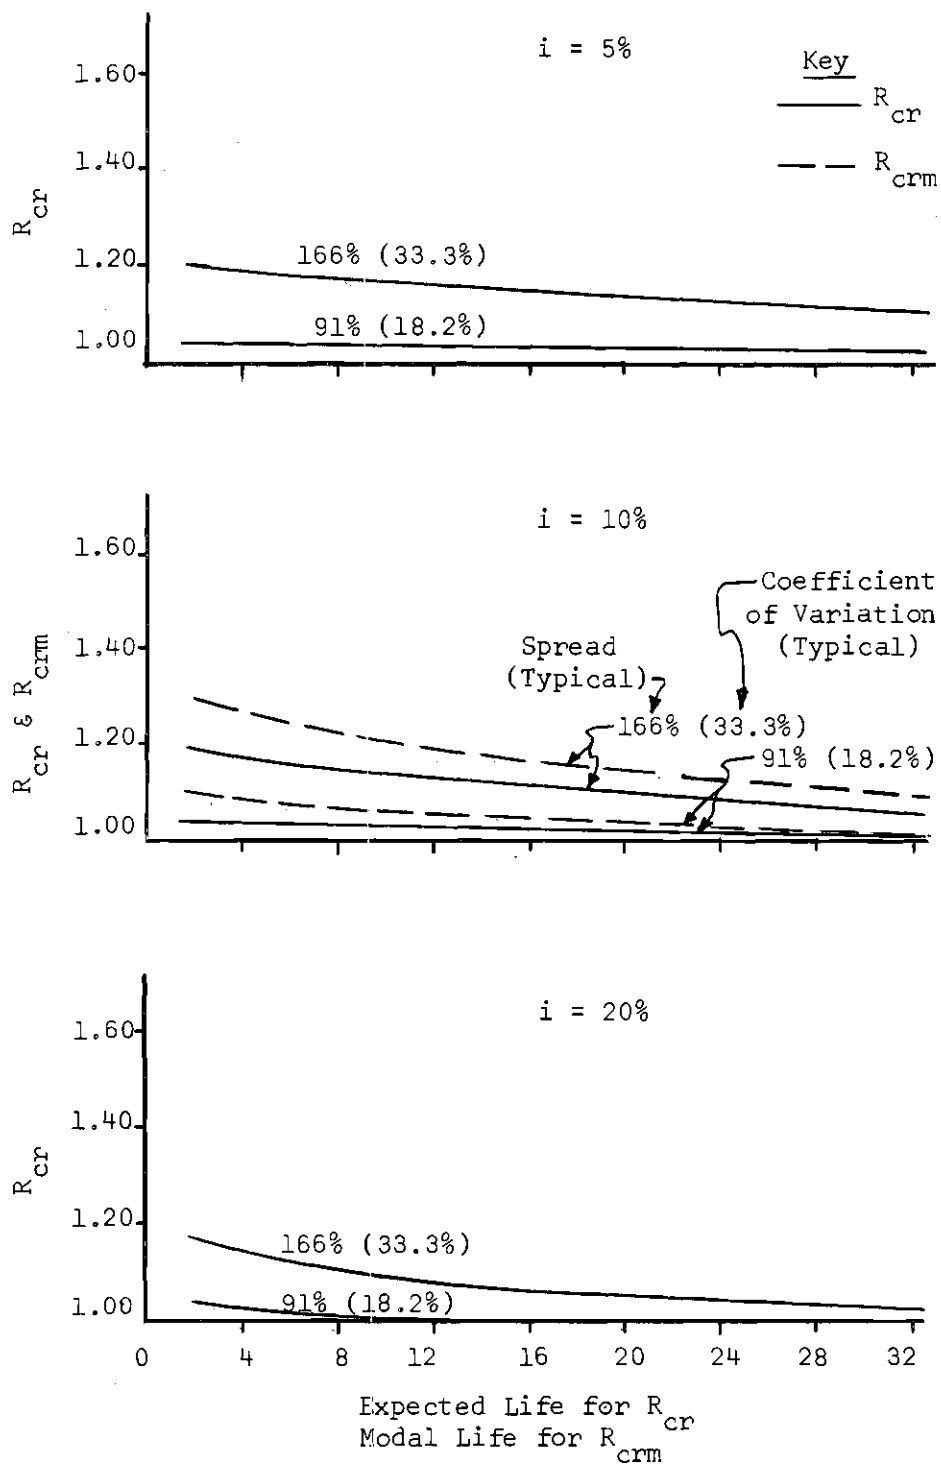 i = 5%
Key
R_cr
R_crm
1.60
1.40
1.20
1.00
R_cr
166% (33.3%)
91% (18.2%)
i = 10%
1.60
1.40
1.20
1.00
R_cr & R_crm
Coefficient
of Variation
(Typical)
Spread
(Typical)
166% (33.3%)
91% (18.2%)
i = 20%
1.60
1.40
1.20
1.00
R_cr
166% (33.3%)
91% (18.2%)
0 4 8 12 16 20 24 28 32
Expected Life for R_cr
Modal Life for R_crm